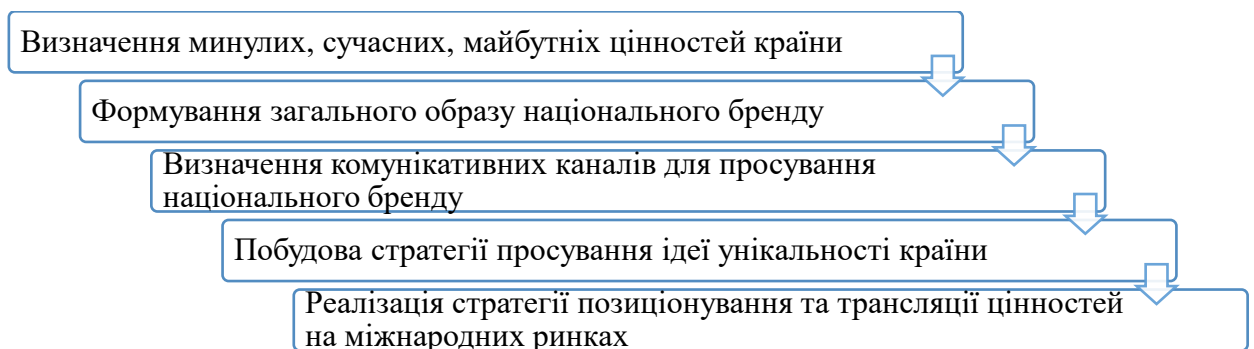 Визначення минулих, сучасних, майбутніх цінностей країни
Формування загального образу національного бренду
Визначення комунікативних каналів для просування
національного бренду
Побудова стратегії просування ідеї унікальності країни
Реалізація стратегії позиціонування та трансляції цінностей
на міжнародних ринках